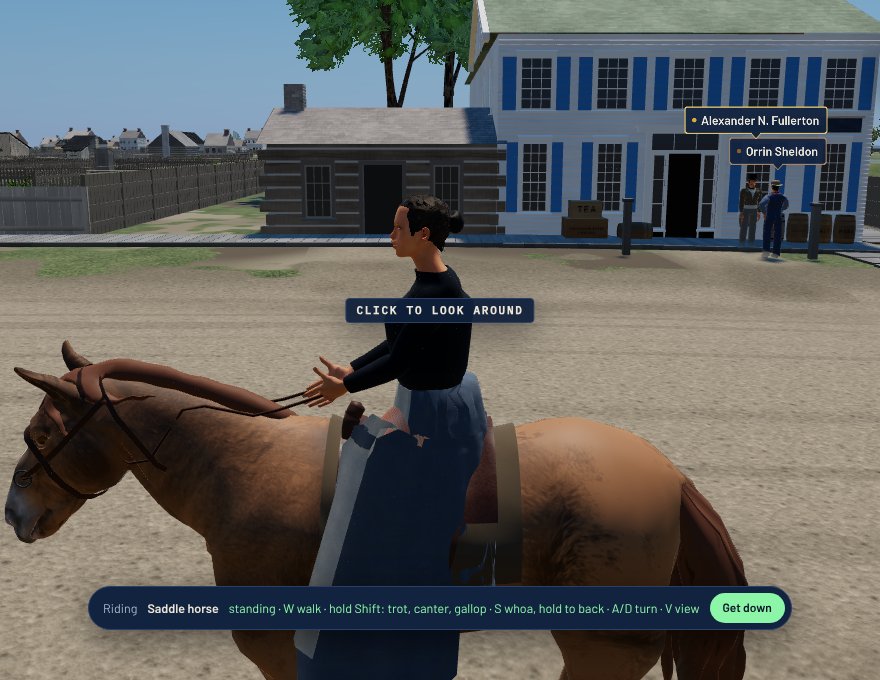 Alexander N. Fullerton
Orrin Sheldon
TEA
CLICK TO LOOK AROUND
Riding Saddle horse standing · W walk · hold Shift: trot, canter, gallop · S whoa, hold to back · A/D turn · V view Get down